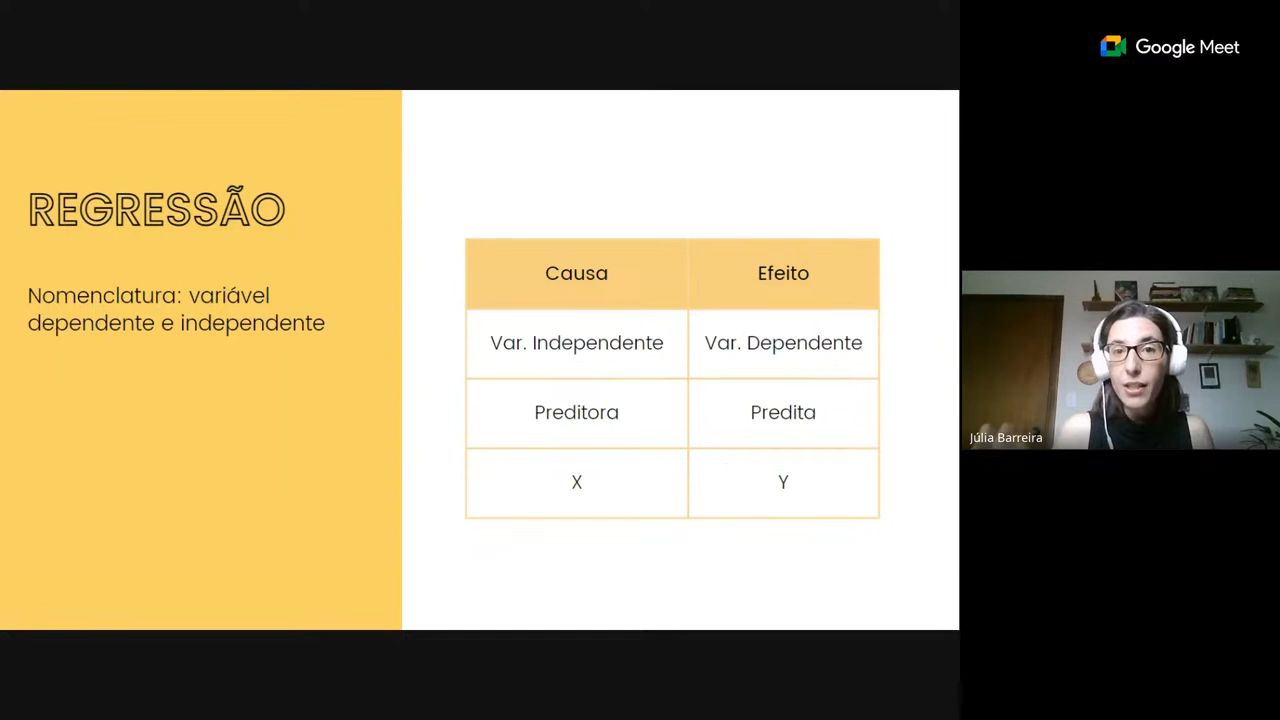 Google Meet
REGRESSÃO
Nomenclatura: variável
dependente e independente
Causa Efeito
Var. Independente Var. Dependente
Preditora Predita
X Y
Júlia Barreira